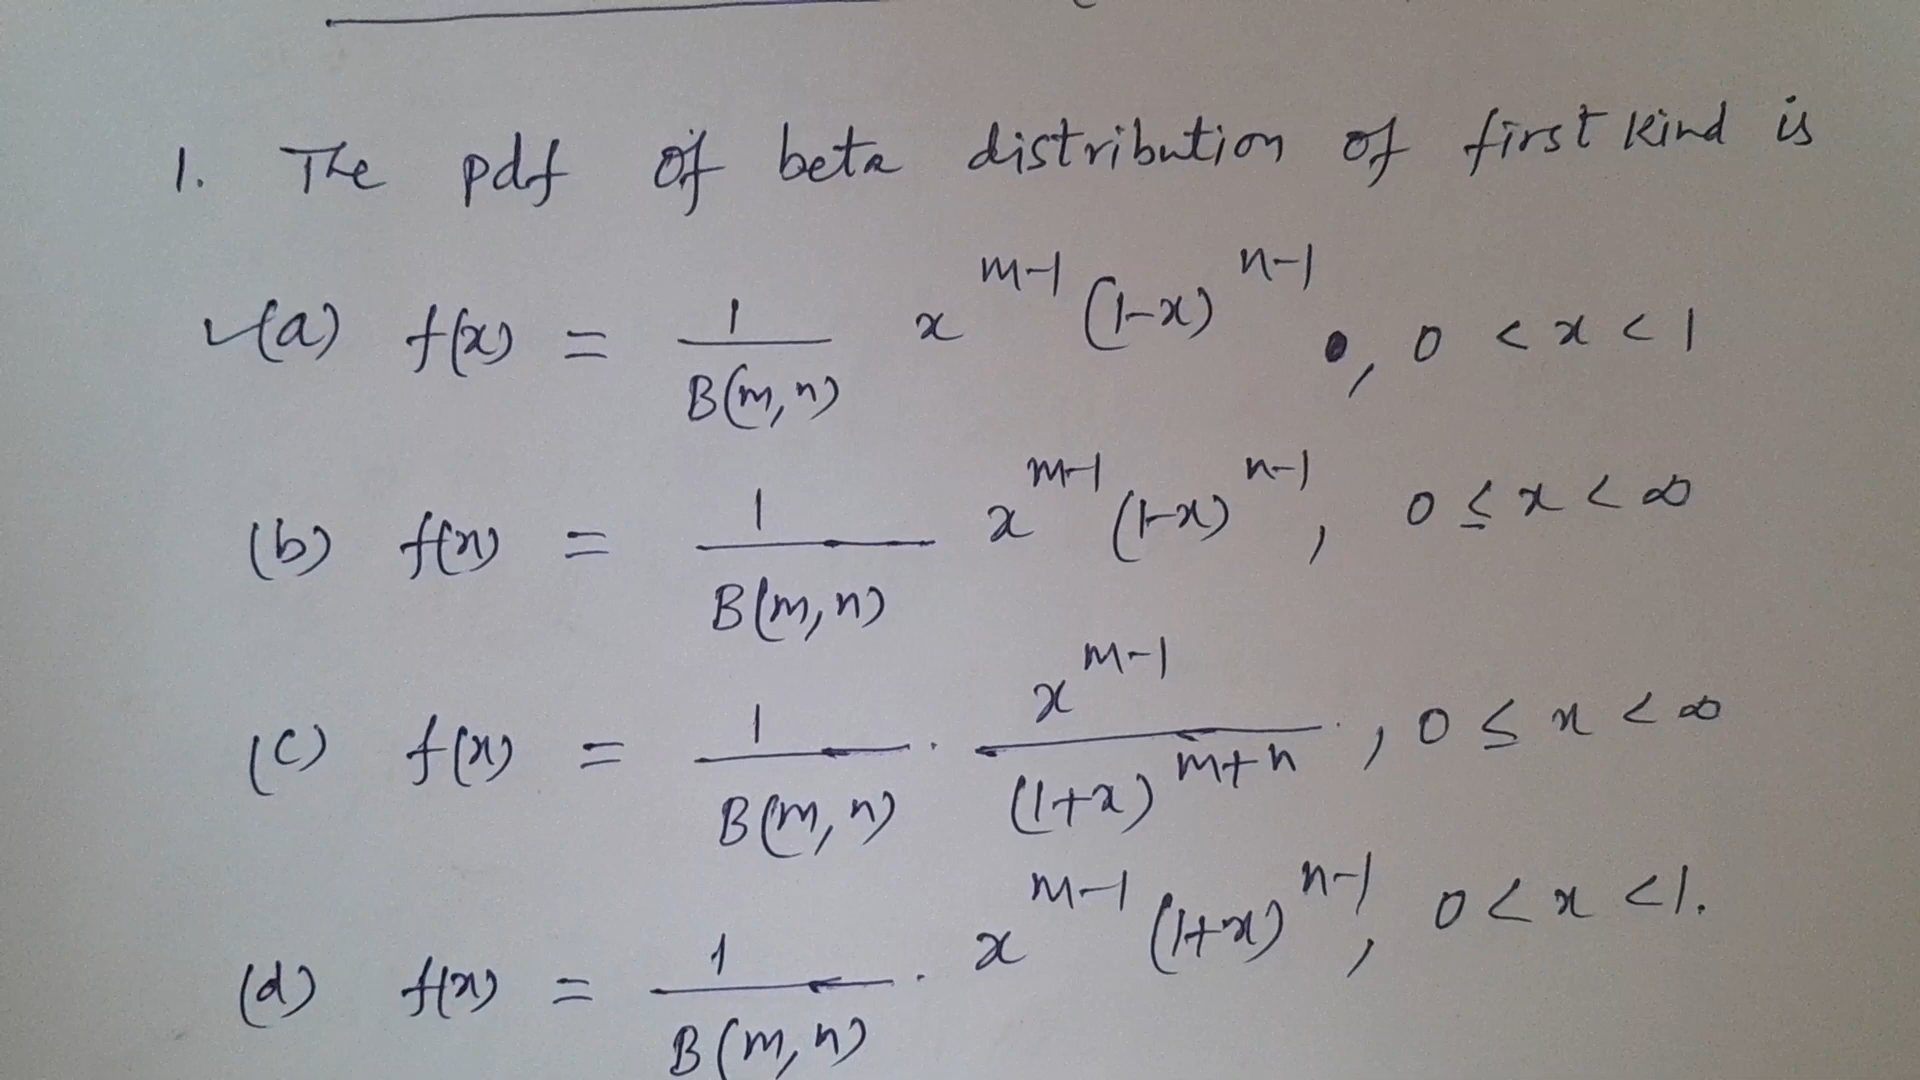 1. The pdf of beta distribution of first kind is
✓(a) f(x) = 1/B(m,n) x^(m-1) (1-x)^(n-1), 0 < x < 1
(b) f(x) = 1/B(m,n) x^(m-1) (1-x)^(n-1), 0 ≤ x < ∞
(c) f(x) = 1/B(m,n) · x^(m-1)/(1+x)^(m+n), 0 ≤ x < ∞
(d) f(x) = 1/B(m,n) · x^(m-1) (1+x)^(n-1), 0 < x < 1.